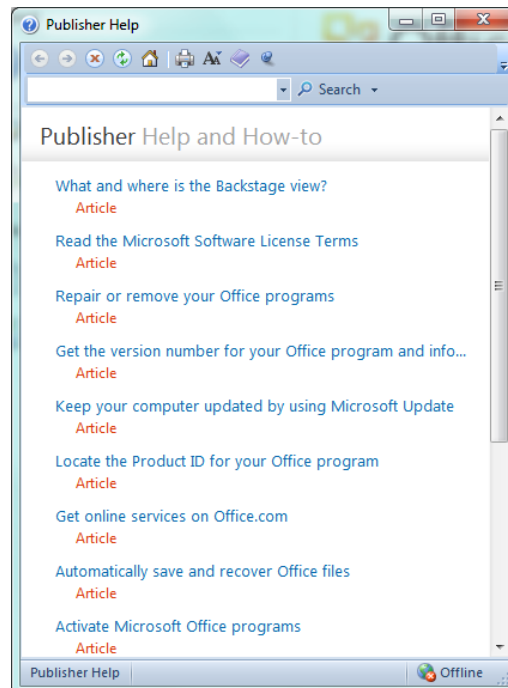 Publisher Help
Search
Publisher Help and How-to
What and where is the Backstage view?
Article
Read the Microsoft Software License Terms
Article
Repair or remove your Office programs
Article
Get the version number for your Office program and info...
Article
Keep your computer updated by using Microsoft Update
Article
Locate the Product ID for your Office program
Article
Get online services on Office.com
Article
Automatically save and recover Office files
Article
Activate Microsoft Office programs
Article
Publisher Help Offline